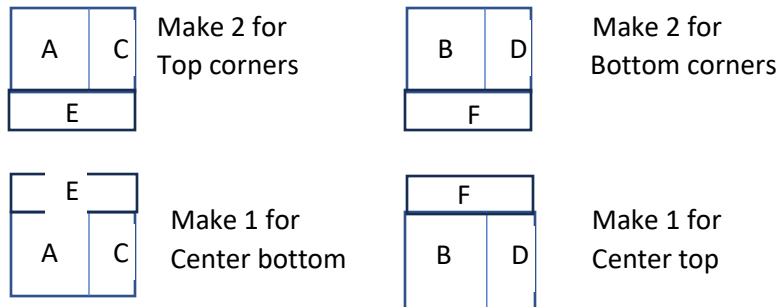 A C
E
Make 2 for
Top corners
B D
F
Make 2 for
Bottom corners
E
A C
Make 1 for
Center bottom
F
B D
Make 1 for
Center top